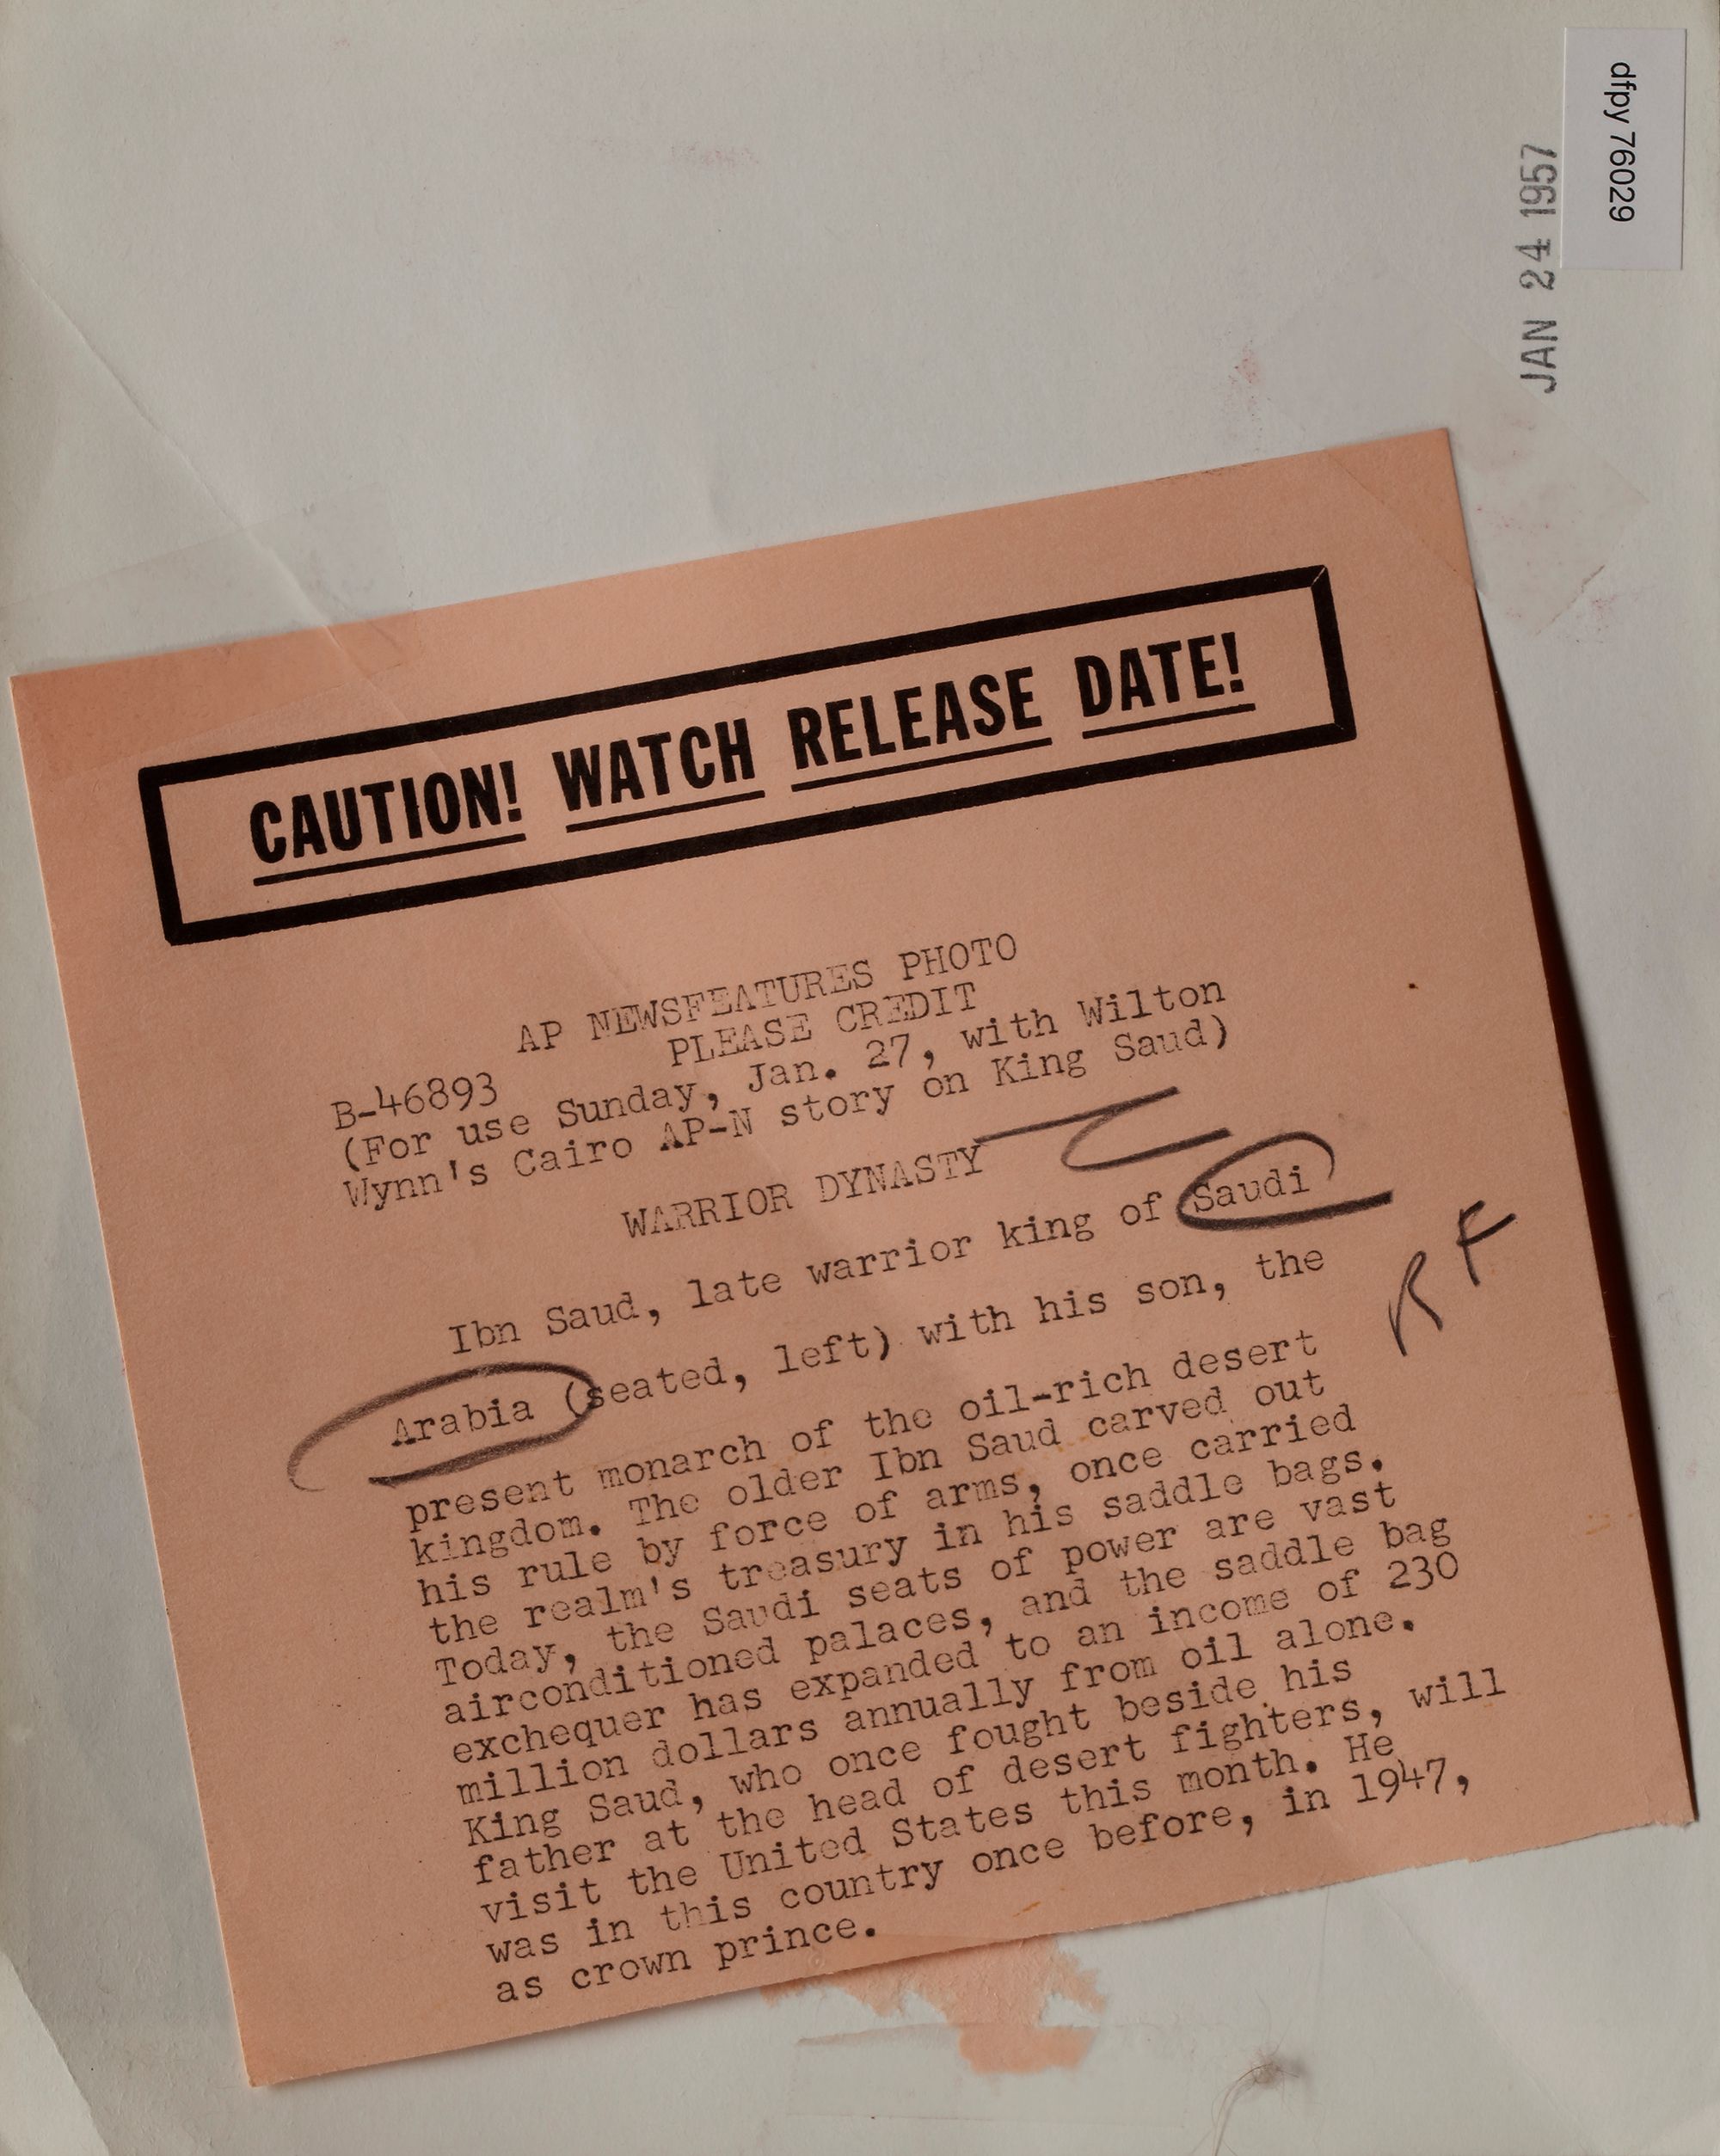 dfpy 76029
JAN 24 1957
CAUTION! WATCH RELEASE DATE!
AP NEWSFEATURES PHOTO
PLEASE CREDIT
B-46893
(For use Sunday, Jan. 27, with Wilton
Wynn's Cairo AP-N story on King Saud)
WARRIOR DYNASTY
Ibn Saud, late warrior king of Saudi
Arabia (seated, left) with his son, the
present monarch of the oil-rich desert
kingdom. The older Ibn Saud carved out
his rule by force of arms, once carried
the realm's treasury in his saddle bags.
Today, the Saudi seats of power are vast
airconditioned palaces, and the saddle bag
exchequer has expanded to an income of 230
million dollars annually from oil alone.
King Saud, who once fought beside his
father at the head of desert fighters, will
visit the United States this month. He
was in this country once before, in 1947,
as crown prince.
RF